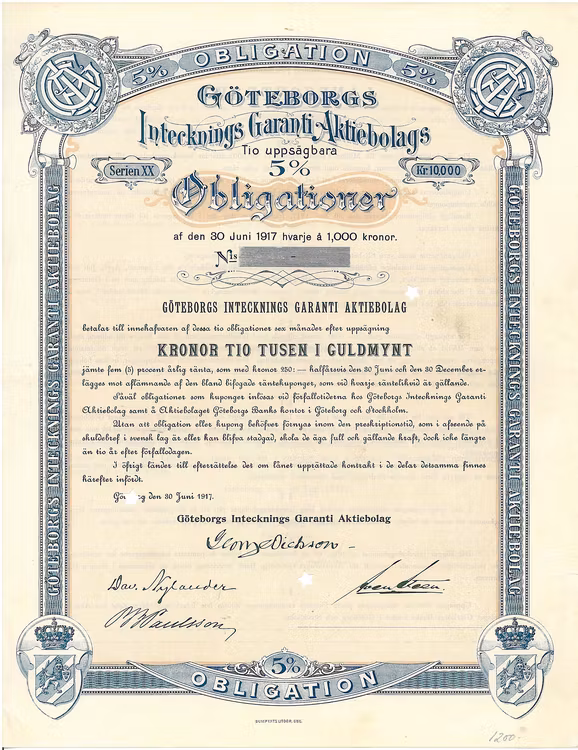 5% OBLIGATION 5%
GÖTEBORGS
Intecknings Garanti Aktiebolags
Tio uppsägbara
Serien XX
5%
Kr 10,000
Obligationer
af den 30 Juni 1917 hvarje à 1,000 kronor.
Nis
GÖTEBORGS INTECKNINGS GARANTI AKTIEBOLAG
betalar till innehafvaren af dessa tio obligationer sex månader efter uppsägning
KRONOR TIO TUSEN I GULDMYNT
jämte fem (5) procent årlig ränta, som med kronor 250:— halfårsvis den 30 Juni och den 30 December er-
lägges mot aflämnande af den bland bifogade räntekuponger, som vid hvarje räntelikvid är gällande.
Såväl obligationer som kuponger inlösas vid förfallotiderna hos Göteborgs Intecknings Garanti
Aktiebolag samt å Aktiebolaget Göteborgs Banks kontor i Göteborg och Stockholm.
Utan att obligation eller kupong behöfver förnyas inom den preskriptionstid, som i afseende på
skuldebref i svensk lag är eller kan blifva stadgad, skola de äga full och gällande kraft, dock icke längre
än tio år efter förfallodagen.
I öfrigt länder till efterrättelse det om lånet upprättade kontrakt i de delar detsamma finnes
härefter infördt.
den 30 Juni 1917.
Göteborgs Intecknings Garanti Aktiebolag
George Dickson
Dav. Nylander
Paulsson
GÖTEBORGS INTECKNINGS GARANTI AKTIEBOLAG
GÖTEBORGS INTECKNINGS GARANTI AKTIEBOLAG
5%
OBLIGATION
1200-